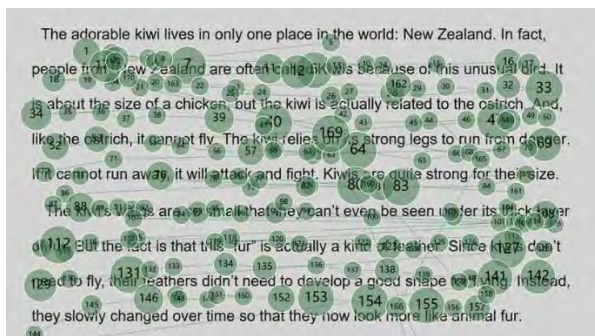 The adorable kiwi lives in only one place in the world: New Zealand. In fact,
people from New Zealand are often called Kiwis because of this unusual bird. It
is about the size of a chicken, but the kiwi is actually related to the ostrich. And,
like the ostrich, it cannot fly. The kiwi relies on its strong legs to run from danger.
If it cannot run away, it will attack and fight. Kiwis are quite strong for their size.
The kiwi's wings are so small that they can't even be seen under its thick layer
of fur. But the fact is that this "fur" is actually a kind of feather. Since kiwis don't
need to fly, their feathers didn't need to develop a good shape for flying. Instead,
they slowly changed over time so that they now look more like animal fur.